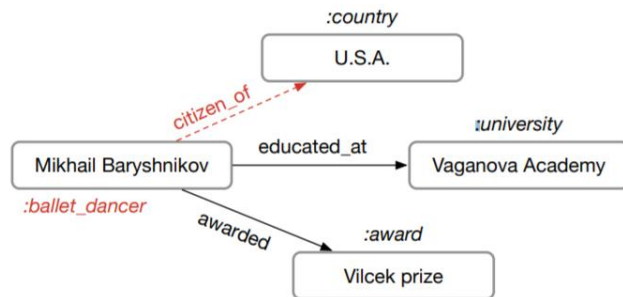 :country
U.S.A.
citizen_of
:university
educated_at
Mikhail Baryshnikov
Vaganova Academy
:ballet_dancer
awarded
:award
Vilcek prize